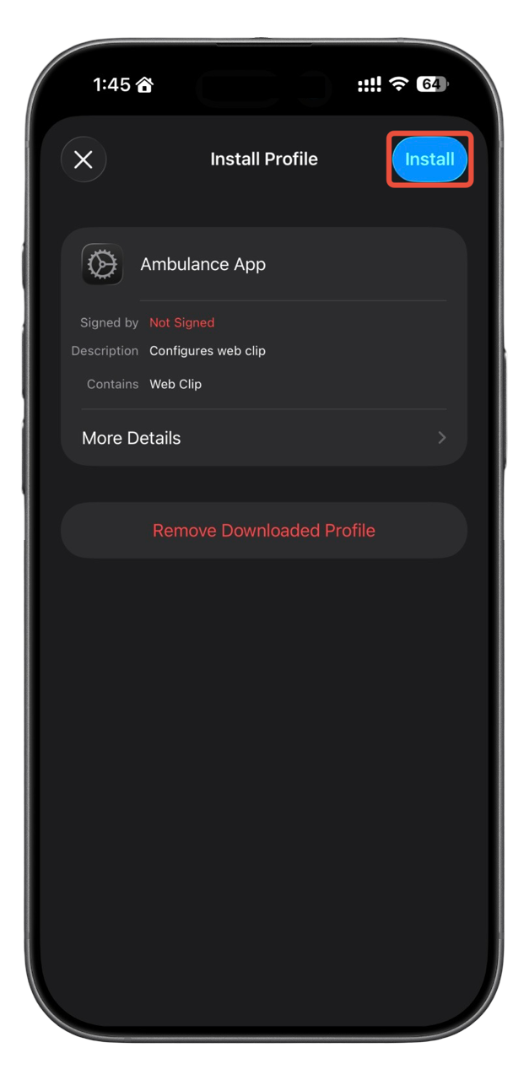 1:45 64
Install Profile Install
Ambulance App
Signed by Not Signed
Description Configures web clip
Contains Web Clip
More Details
Remove Downloaded Profile